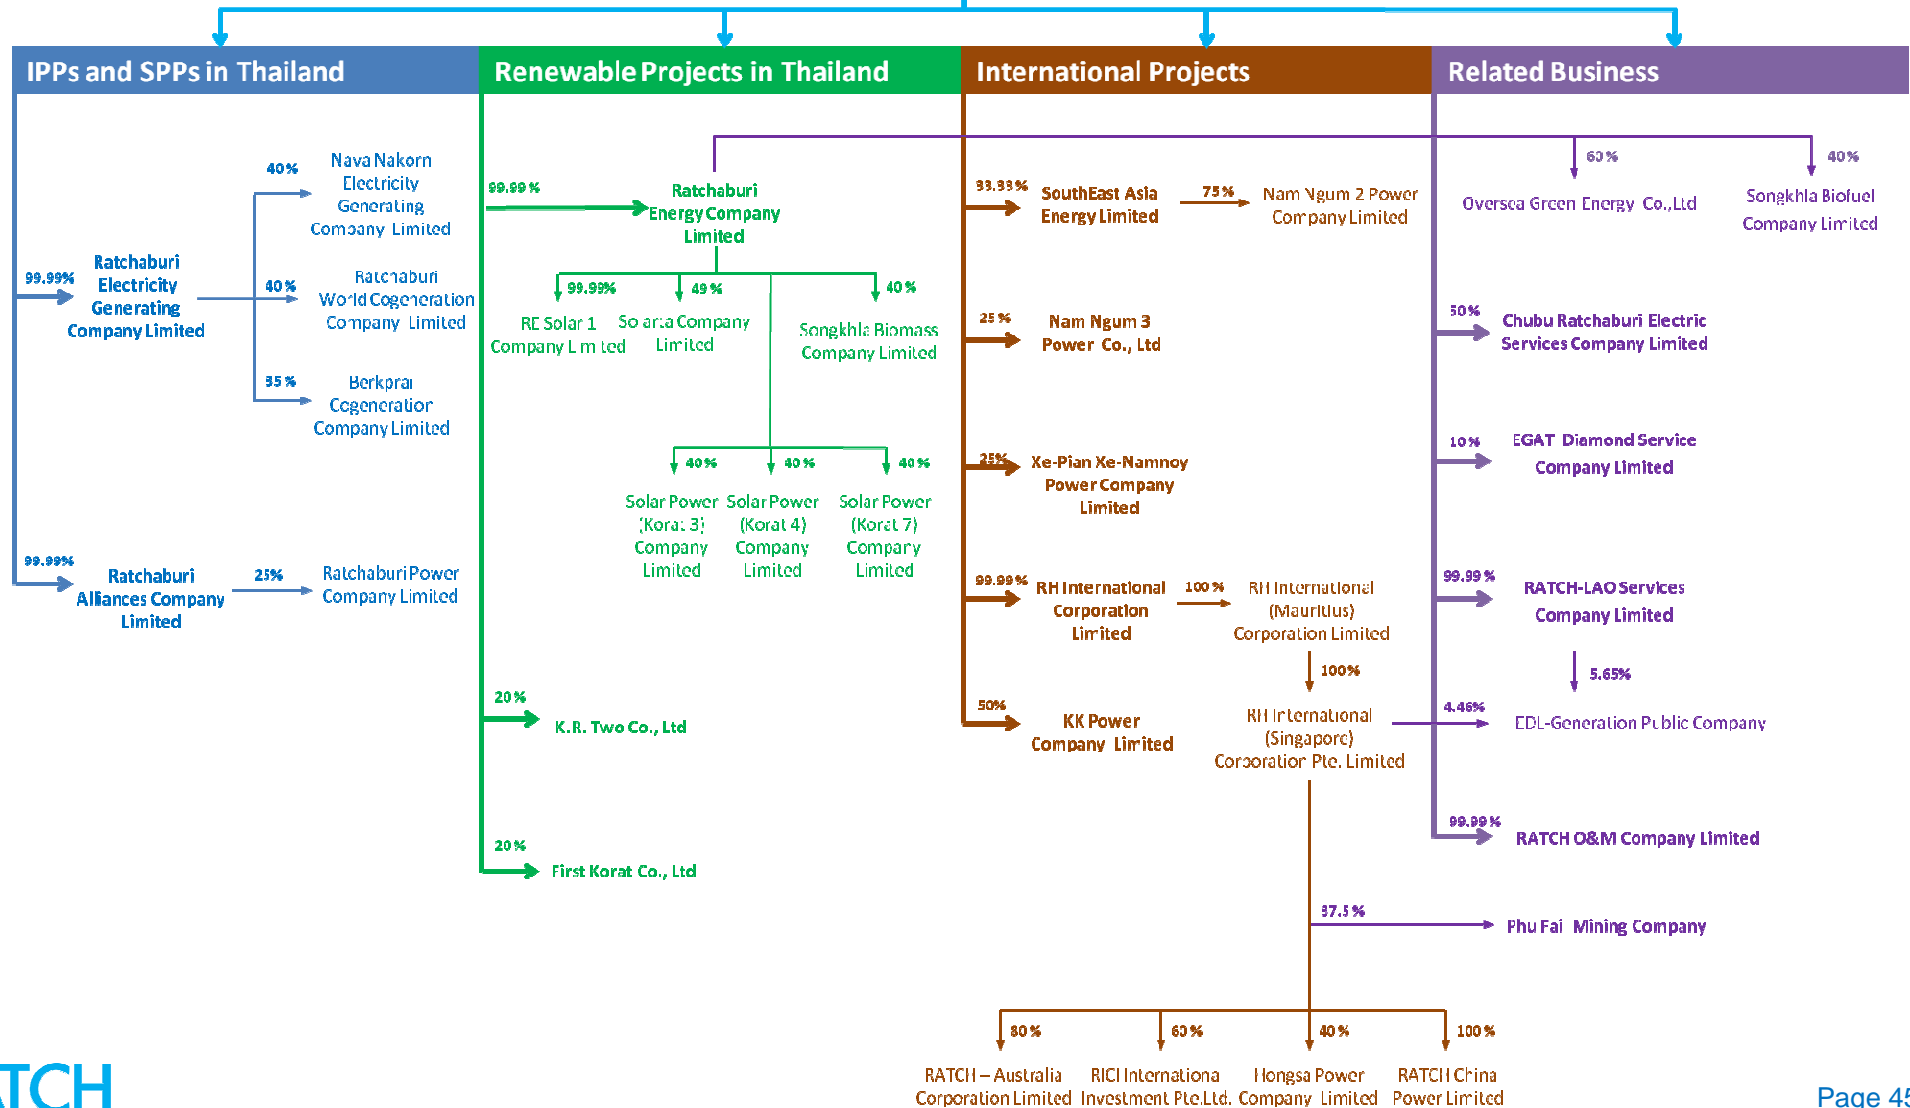 IPPs and SPPs in Thailand
Renewable Projects in Thailand
International Projects
Related Business
99.99%
Ratchaburi
Electricity
Generating
Company Limited
40%
Nava Nakorn
Electricity
Generating
Company Limited
40%
Ratchaburi
World Cogeneration
Company Limited
35%
Berkprai
Cogeneration
Company Limited
99.99%
Ratchaburi
Alliances Company
Limited
25%
Ratchaburi Power
Company Limited
99.99%
Ratchaburi
Energy Company
Limited
99.99%
RE Solar 1
Company Limited
49%
Solarta Company
Limited
40%
Songkhla Biomass
Company Limited
40%
Solar Power
(Korat 3)
Company
Limited
40%
Solar Power
(Korat 4)
Company
Limited
40%
Solar Power
(Korat 7)
Company
Limited
20%
K.R. Two Co., Ltd
20%
First Korat Co., Ltd
33.33%
SouthEast Asia
Energy Limited
75%
Nam Ngum 2 Power
Company Limited
25%
Nam Ngum 3
Power Co., Ltd
25%
Xe-Pian Xe-Namnoy
Power Company
Limited
99.99%
RH International
Corporation
Limited
100%
RH International
(Mauritius)
Corporation Limited
100%
RH International
(Singapore)
Corporation Pte. Limited
50%
KK Power
Company Limited
80%
RATCH – Australia
Corporation Limited
60%
RICI Internationa
Investment Pte.Ltd.
40%
Hongsa Power
Company Limited
100%
RATCH China
Power Limited
60%
Oversea Green Energy Co.,Ltd
40%
Songkhla Biofuel
Company Limited
50%
Chubu Ratchaburi Electric
Services Company Limited
10%
EGAT Diamond Service
Company Limited
99.99%
RATCH-LAO Services
Company Limited
5.65%
4.46%
EDL-Generation Public Company
99.99%
RATCH O&M Company Limited
37.5%
Phu Fai Mining Company
ATCH
Page 45